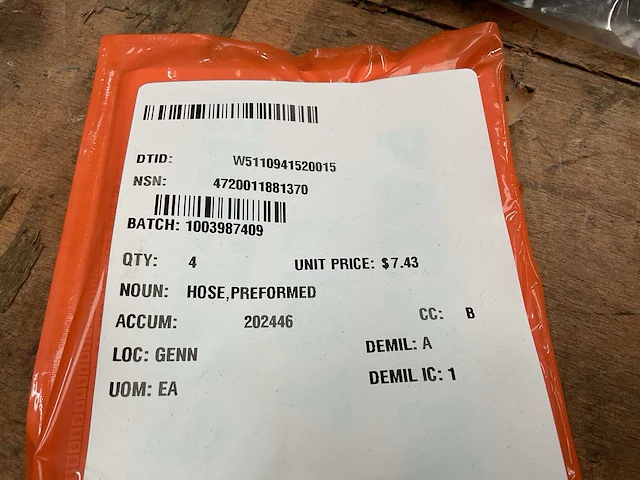 DTID: W5110941520015
NSN: 4720011881370
BATCH: 1003987409
QTY: 4 UNIT PRICE: $7.43
NOUN: HOSE,PREFORMED
ACCUM: 202446 CC: B
LOC: GENN DEMIL: A
UOM: EA DEMIL IC: 1